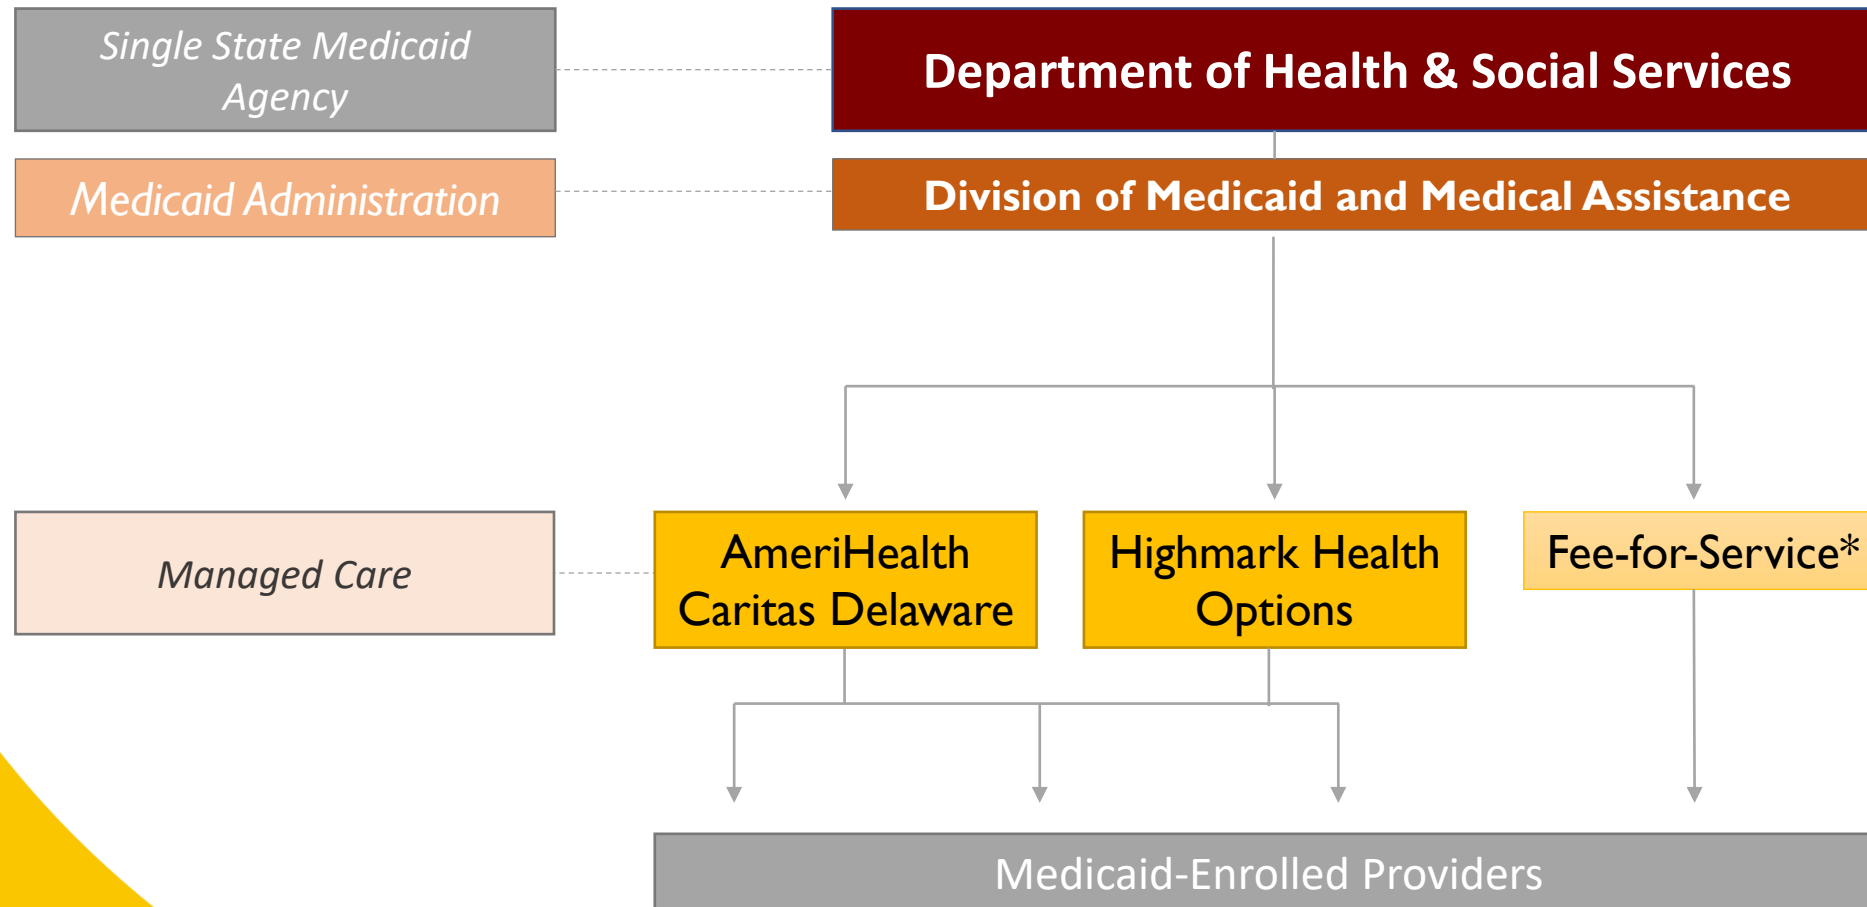 Single State Medicaid
Agency
Department of Health & Social Services
Medicaid Administration
Division of Medicaid and Medical Assistance
Managed Care
AmeriHealth
Caritas Delaware
Highmark Health
Options
Fee-for-Service*
Medicaid-Enrolled Providers